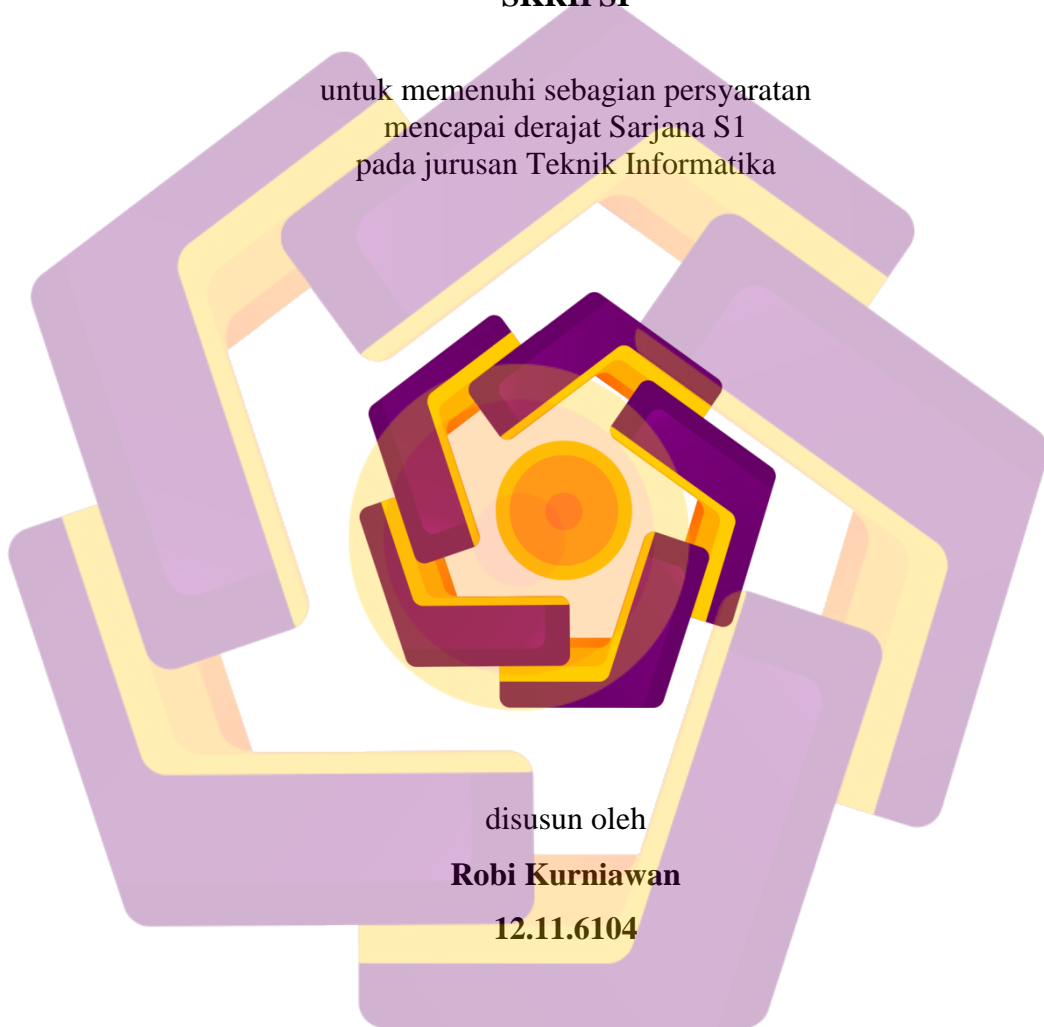 SKRIPSI
untuk memenuhi sebagian persyaratan
mencapai derajat Sarjana S1
pada jurusan Teknik Informatika
disusun oleh
Robi Kurniawan
12.11.6104